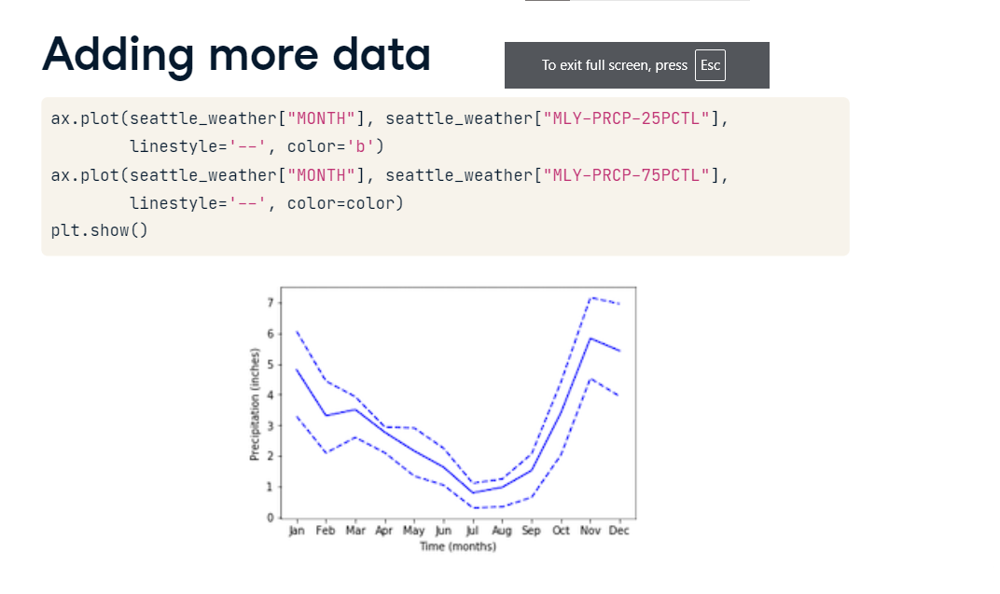 Adding more data
To exit full screen, press Esc
ax.plot(seattle_weather["MONTH"], seattle_weather["MLY-PRCP-25PCTL"],
linestyle='--', color='b')
ax.plot(seattle_weather["MONTH"], seattle_weather["MLY-PRCP-75PCTL"],
linestyle='--', color=color)
plt.show()
Precipitation (inches)
7
6
5
4
3
2
1
0
Jan Feb Mar Apr May Jun Jul Aug Sep Oct Nov Dec
Time (months)